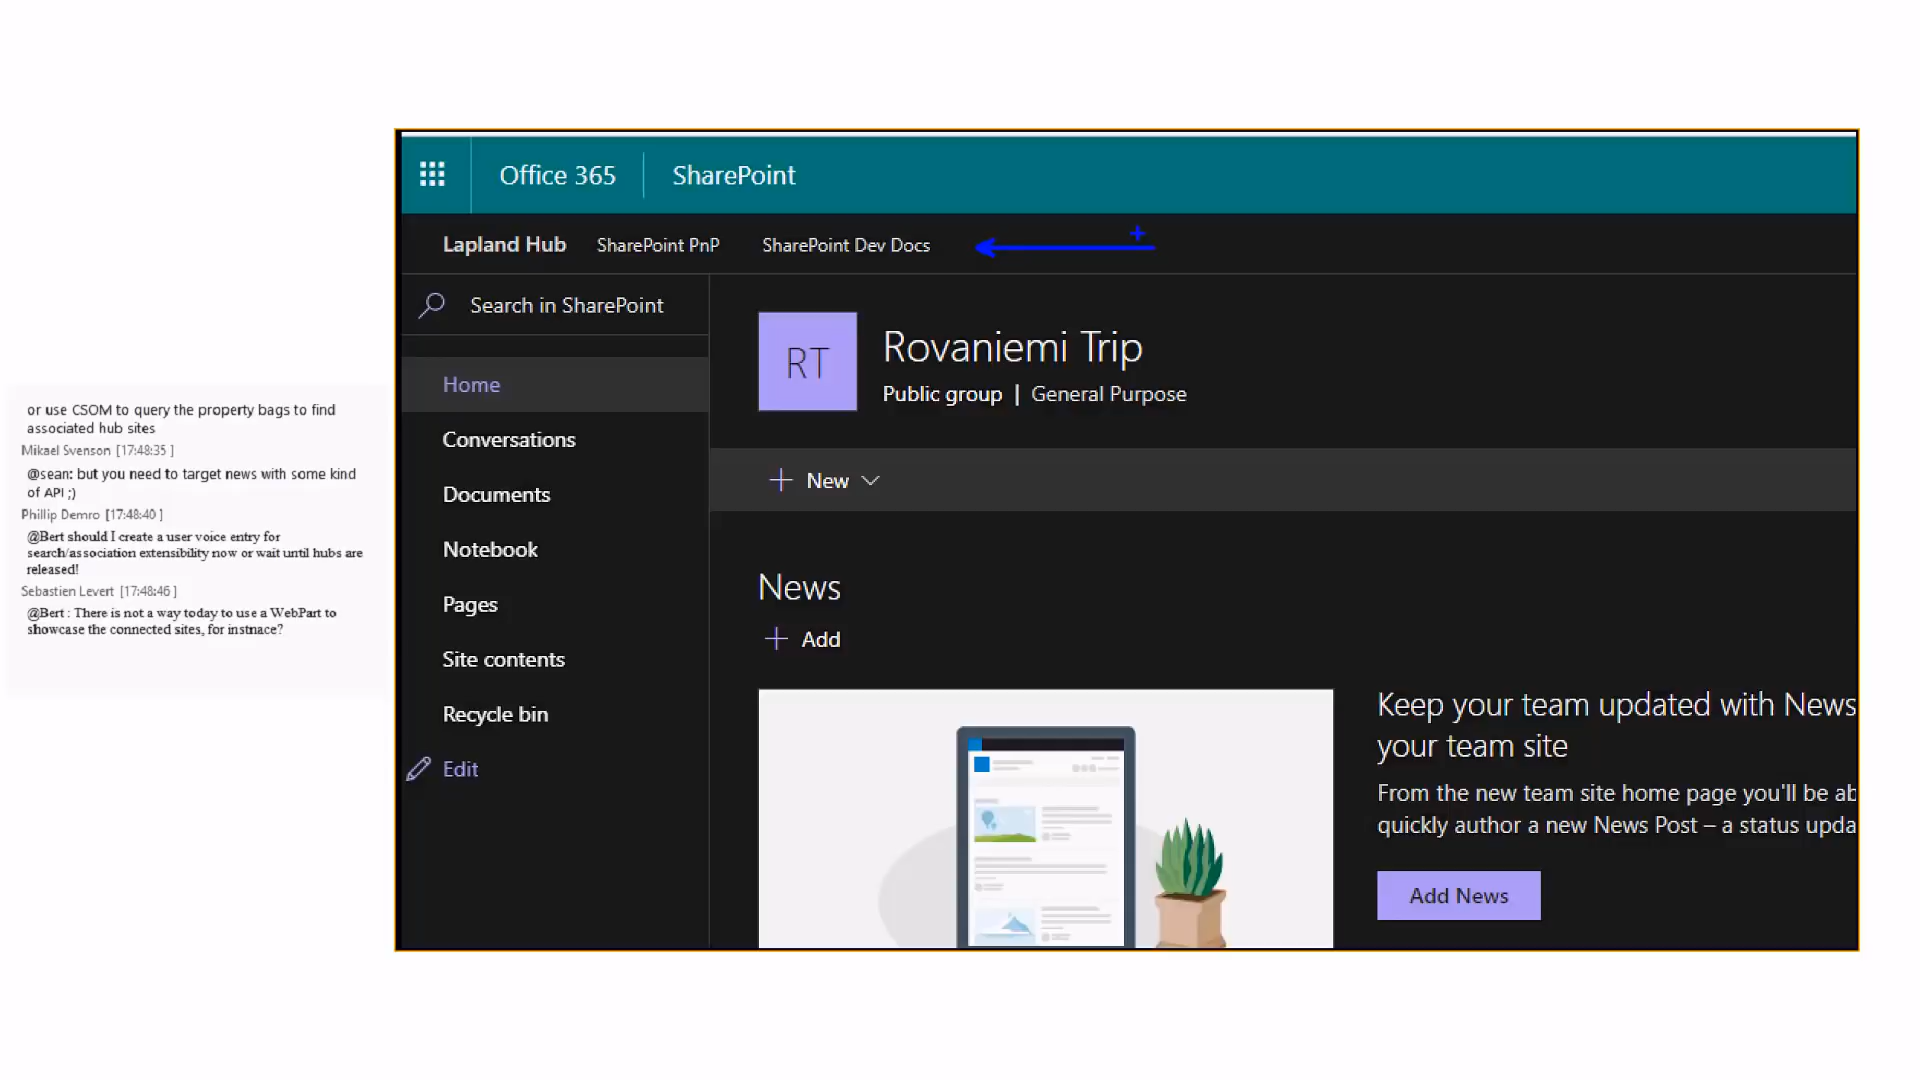 or use CSOM to query the property bags to find
associated hub sites
Mikael Svenson [17:48:35 ]
@sean: but you need to target news with some kind
of API ;)
Phillip Demro [17:48:40 ]
@Bert should I create a user voice entry for
search/association extensibility now or wait until hubs are
released!
Sebastien Levert [17:48:46 ]
@Bert : There is not a way today to use a WebPart to
showcase the connected sites, for instnace?
Office 365
SharePoint
Lapland Hub
SharePoint PnP
SharePoint Dev Docs
Search in SharePoint
Home
Conversations
Documents
Notebook
Pages
Site contents
Recycle bin
Edit
RT
Rovaniemi Trip
Public group | General Purpose
+ New
News
+ Add
Keep your team updated with News
your team site
From the new team site home page you'll be ab
quickly author a new News Post – a status upda
Add News